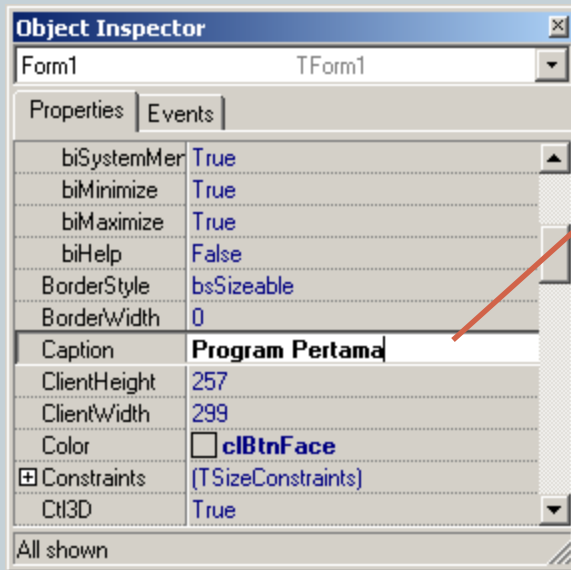 Object Inspector
Form1 TForm1
Properties Events
biSystemMer True
biMinimize True
biMaximize True
biHelp False
BorderStyle bsSizeable
BorderWidth 0
Caption Program Pertama
ClientHeight 257
ClientWidth 299
Color clBtnFace
Constraints (TSizeConstraints)
Ctl3D True
All shown